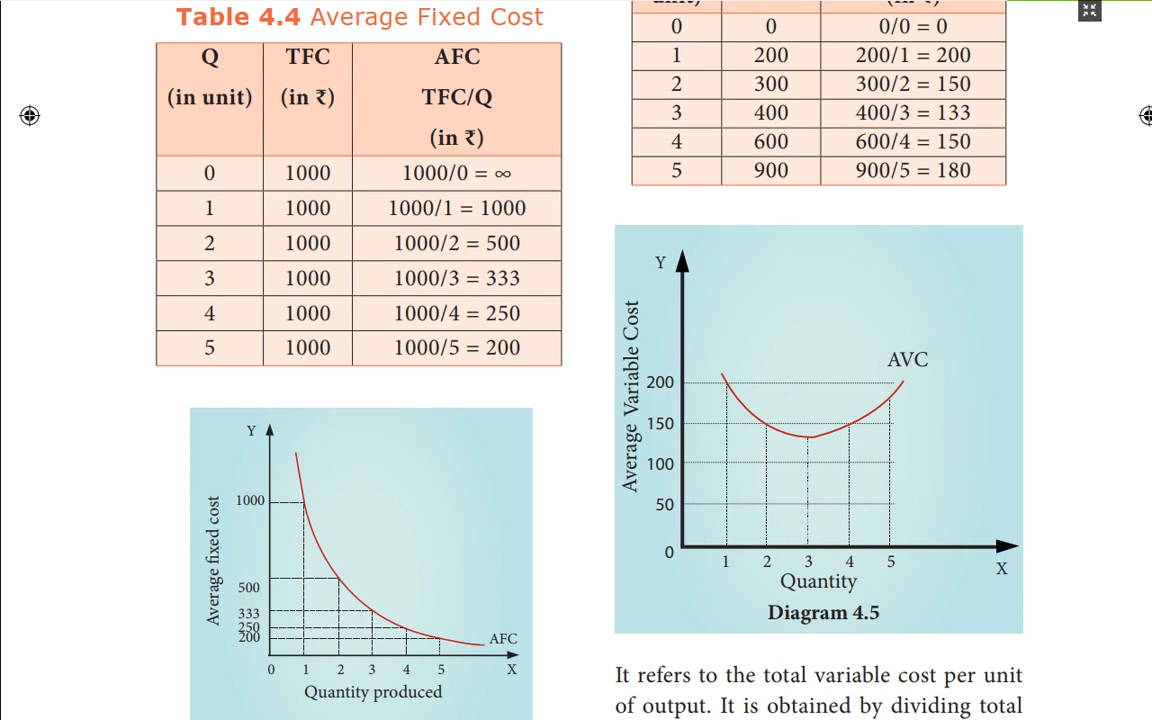 Table 4.4 Average Fixed Cost
Q TFC AFC
(in unit) (in ₹) TFC/Q
(in ₹)
0 1000 1000/0 = ∞
1 1000 1000/1 = 1000
2 1000 1000/2 = 500
3 1000 1000/3 = 333
4 1000 1000/4 = 250
5 1000 1000/5 = 200
Y
Average fixed cost
1000
500
333
250
200
AFC
0 1 2 3 4 5 X
Quantity produced
0 0 0/0 = 0
1 200 200/1 = 200
2 300 300/2 = 150
3 400 400/3 = 133
4 600 600/4 = 150
5 900 900/5 = 180
Y
Average Variable Cost
AVC
200
150
100
50
0
1 2 3 4 5 X
Quantity
Diagram 4.5
It refers to the total variable cost per unit
of output. It is obtained by dividing total